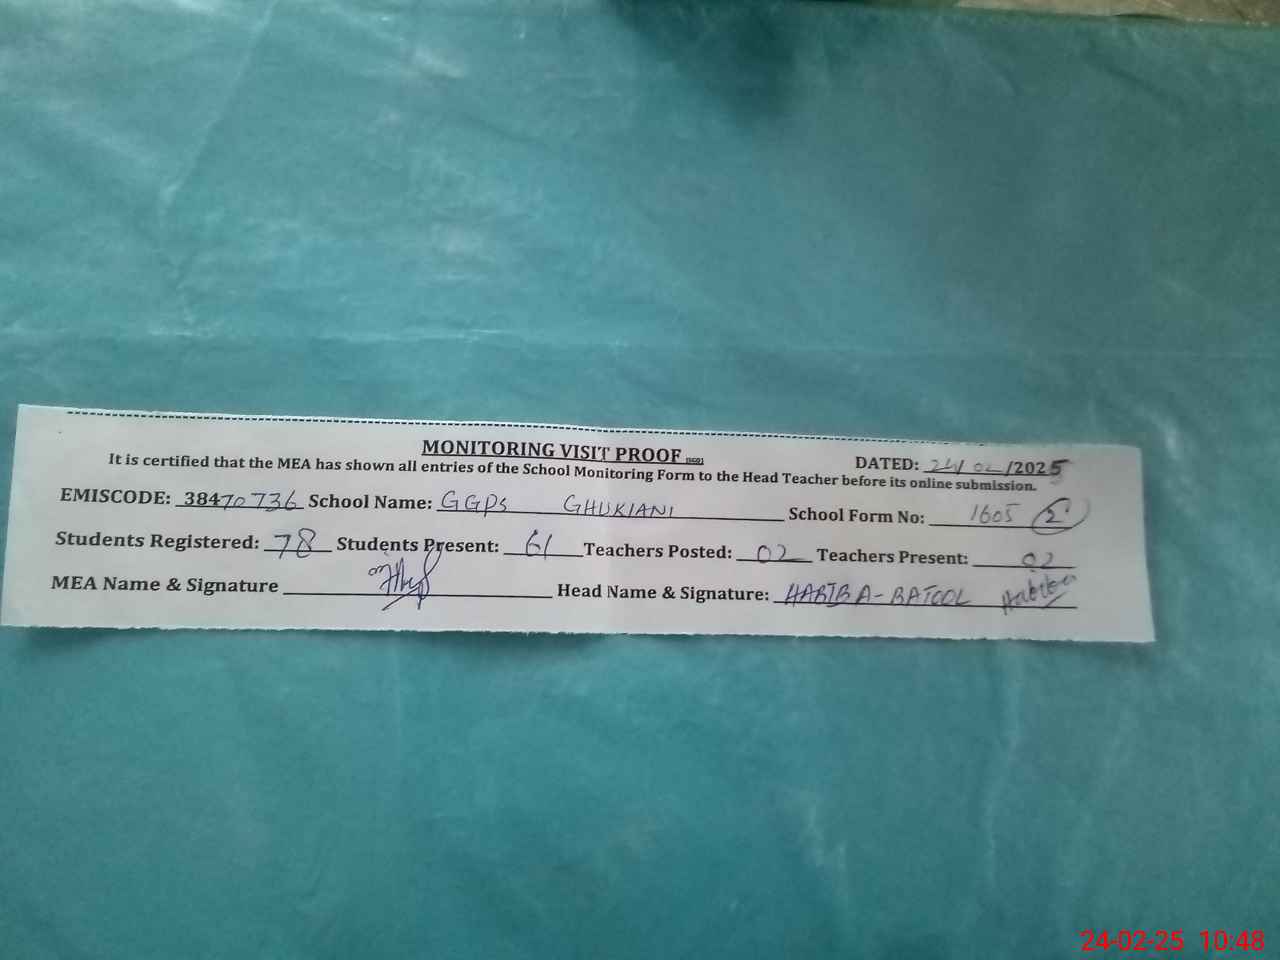 MONITORING VISIT PROOF
DATED: 24/02/2025
It is certified that the MEA has shown all entries of the School Monitoring Form to the Head Teacher before its online submission.
EMISCODE: 38470736 School Name: GGPS GHUKIANI School Form No: 1605 2
Students Registered: 78 Students Present: 61 Teachers Posted: 02 Teachers Present: 02
MEA Name & Signature Head Name & Signature: HABIBA-BATOOL
24-02-25 10:48